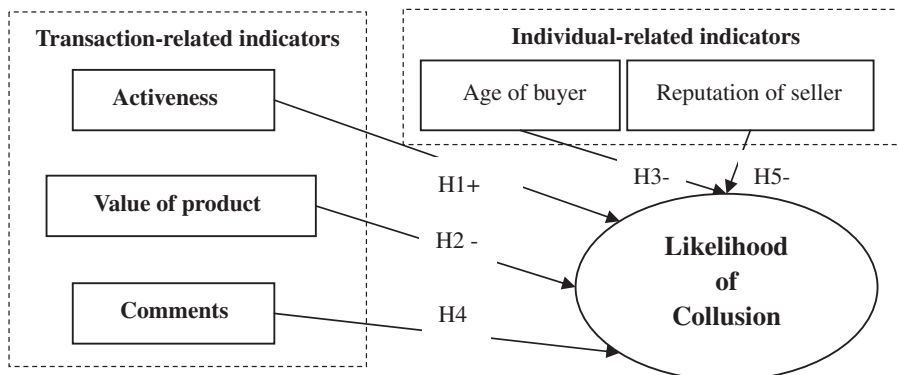 Transaction-related indicators
Activeness
Value of product
Comments
Individual-related indicators
Age of buyer
Reputation of seller
H1+
H2 -
H3-
H5-
H4
Likelihood
of
Collusion